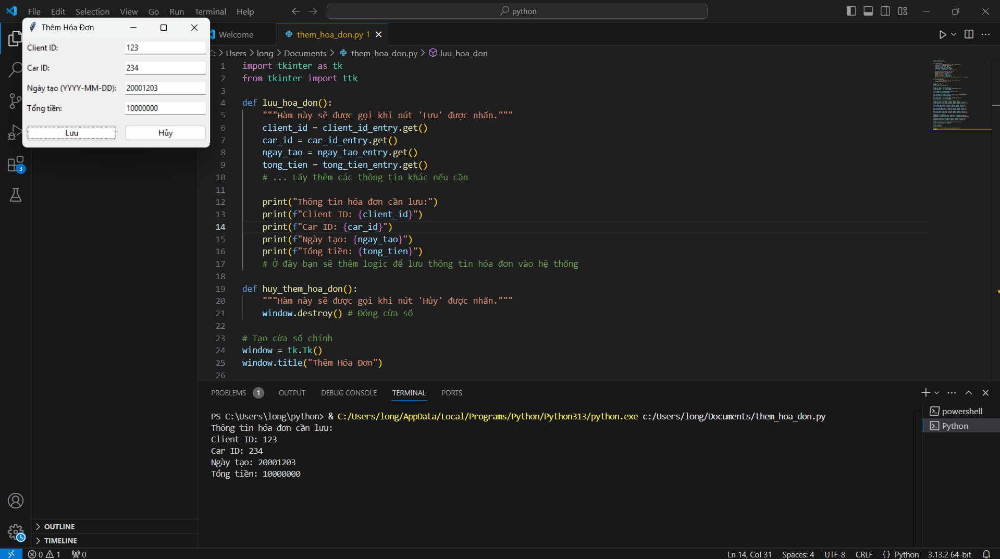 File Edit Selection View Go Run Terminal Help
python
Thêm Hóa Đơn
Client ID: 123
Car ID: 234
Ngày tạo (YYYY-MM-DD): 20001203
Tổng tiền: 10000000
Lưu Hủy
3
Welcome them_hoa_don.py 1
C: > Users > long > Documents > them_hoa_don.py > luu_hoa_don
1 import tkinter as tk
2 from tkinter import ttk
3
4 def luu_hoa_don():
5 """Hàm này sẽ được gọi khi nút 'Lưu' được nhấn."""
6 client_id = client_id_entry.get()
7 car_id = car_id_entry.get()
8 ngay_tao = ngay_tao_entry.get()
9 tong_tien = tong_tien_entry.get()
10 # ... Lấy thêm các thông tin khác nếu cần
11
12 print("Thông tin hóa đơn cần lưu:")
13 print(f"Client ID: {client_id}")
14 print(f"Car ID: {car_id}")
15 print(f"Ngày tạo: {ngay_tao}")
16 print(f"Tổng tiền: {tong_tien}")
17 # Ở đây bạn sẽ thêm logic để lưu thông tin hóa đơn vào hệ thống
18
19 def huy_them_hoa_don():
20 """Hàm này sẽ được gọi khi nút 'Hủy' được nhấn."""
21 window.destroy() # Đóng cửa sổ
22
23 # Tạo cửa sổ chính
24 window = tk.Tk()
25 window.title("Thêm Hóa Đơn")
26
PROBLEMS 1 OUTPUT DEBUG CONSOLE TERMINAL PORTS
PS C:\Users\long\python> & C:/Users/long/AppData/Local/Programs/Python/Python313/python.exe c:/Users/long/Documents/them_hoa_don.py
Thông tin hóa đơn cần lưu:
Client ID: 123
Car ID: 234
Ngày tạo: 20001203
Tổng tiền: 10000000
powershell
Python
OUTLINE
TIMELINE
0 1 0
Ln 14, Col 31 Spaces: 4 UTF-8 CRLF {} Python 3.13.2 64-bit